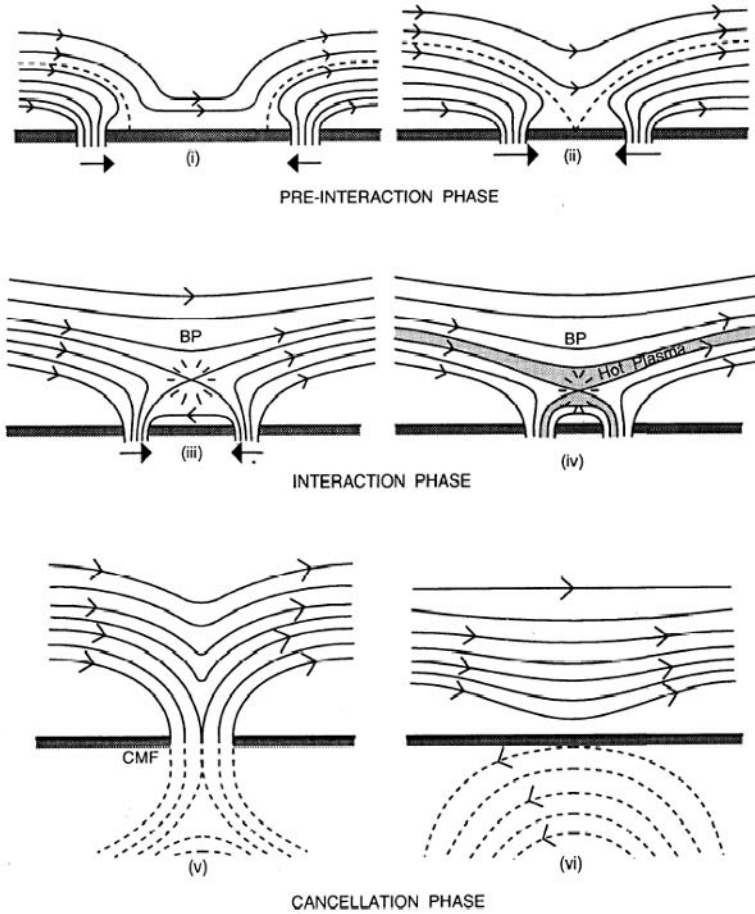 (i)
(ii)
PRE-INTERACTION PHASE
BP
BP
Hot Plasma
(iii)
(iv)
INTERACTION PHASE
CMF
(v)
(vi)
CANCELLATION PHASE